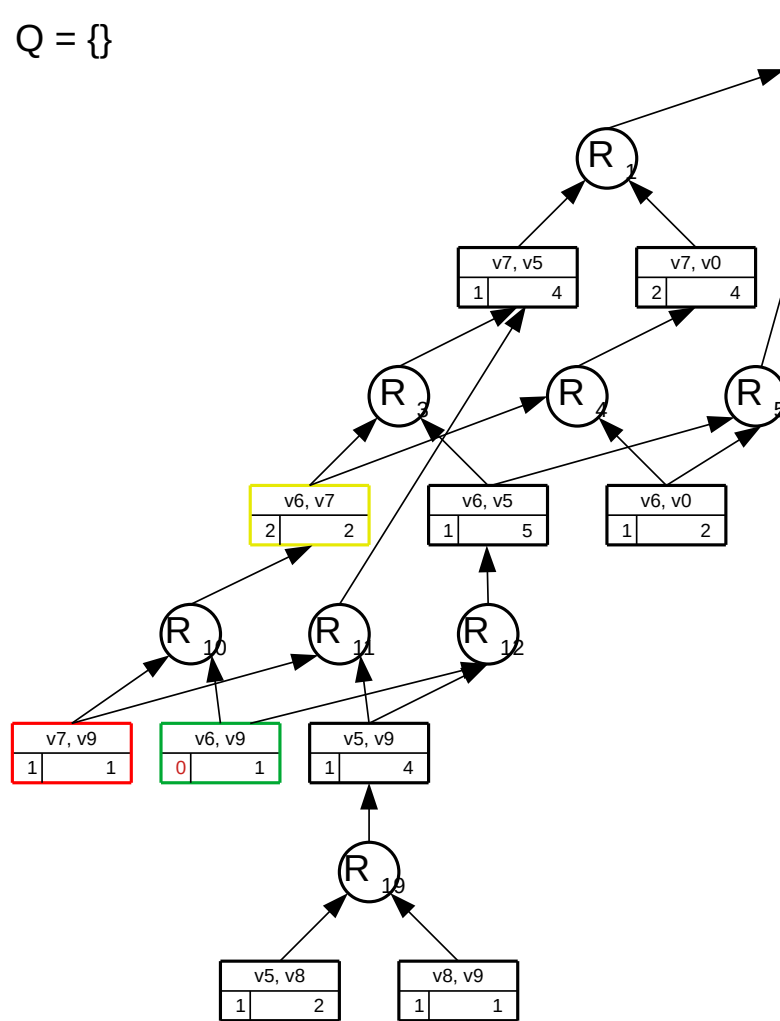 Q = {}
R 1
v7, v5
1 4
v7, v0
2 4
R 3
R 4
R 5
v6, v7
2 2
v6, v5
1 5
v6, v0
1 2
R 10
R 11
R 12
v7, v9
1 1
v6, v9
0 1
v5, v9
1 4
R 19
v5, v8
1 2
v8, v9
1 1